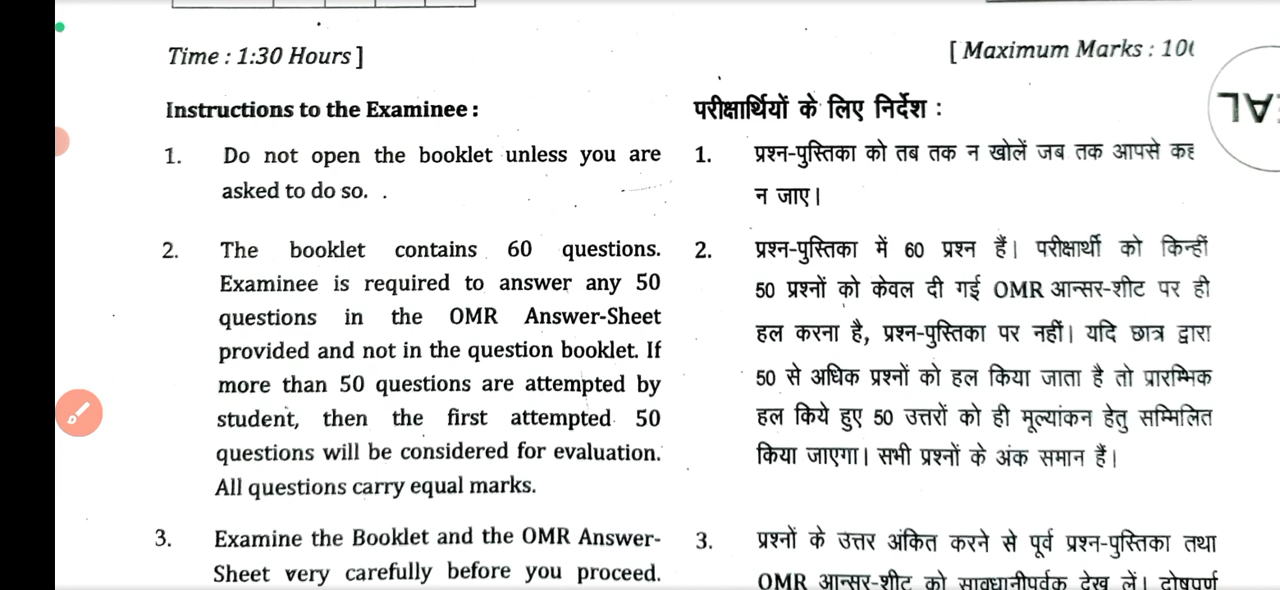 Time : 1:30 Hours ]
[ Maximum Marks : 10
Instructions to the Examinee :
1. Do not open the booklet unless you are
asked to do so.
2. The booklet contains 60 questions.
Examinee is required to answer any 50
questions in the OMR Answer-Sheet
provided and not in the question booklet. If
more than 50 questions are attempted by
student, then the first attempted 50
questions will be considered for evaluation.
All questions carry equal marks.
3. Examine the Booklet and the OMR Answer-
Sheet very carefully before you proceed.
परीक्षार्थियों के लिए निर्देश :
1. प्रश्न-पुस्तिका को तब तक न खोलें जब तक आपसे
न जाए।
2. प्रश्न-पुस्तिका में 60 प्रश्न हैं। परीक्षार्थी को किन्हीं
50 प्रश्नों को केवल दी गई OMR आन्सर-शीट पर ही
हल करना है, प्रश्न-पुस्तिका पर नहीं। यदि छात्र द्वारा
50 से अधिक प्रश्नों को हल किया जाता है तो प्रारम्भिक
हल किये हुए 50 उत्तरों को ही मूल्यांकन हेतु सम्मिलित
किया जाएगा। सभी प्रश्नों के अंक समान हैं।
3. प्रश्नों के उत्तर अंकित करने से पूर्व प्रश्न-पुस्तिका तथा
OMR आन्सर-शीट को सावधानीपूर्वक देख लें। दोषपूर्ण